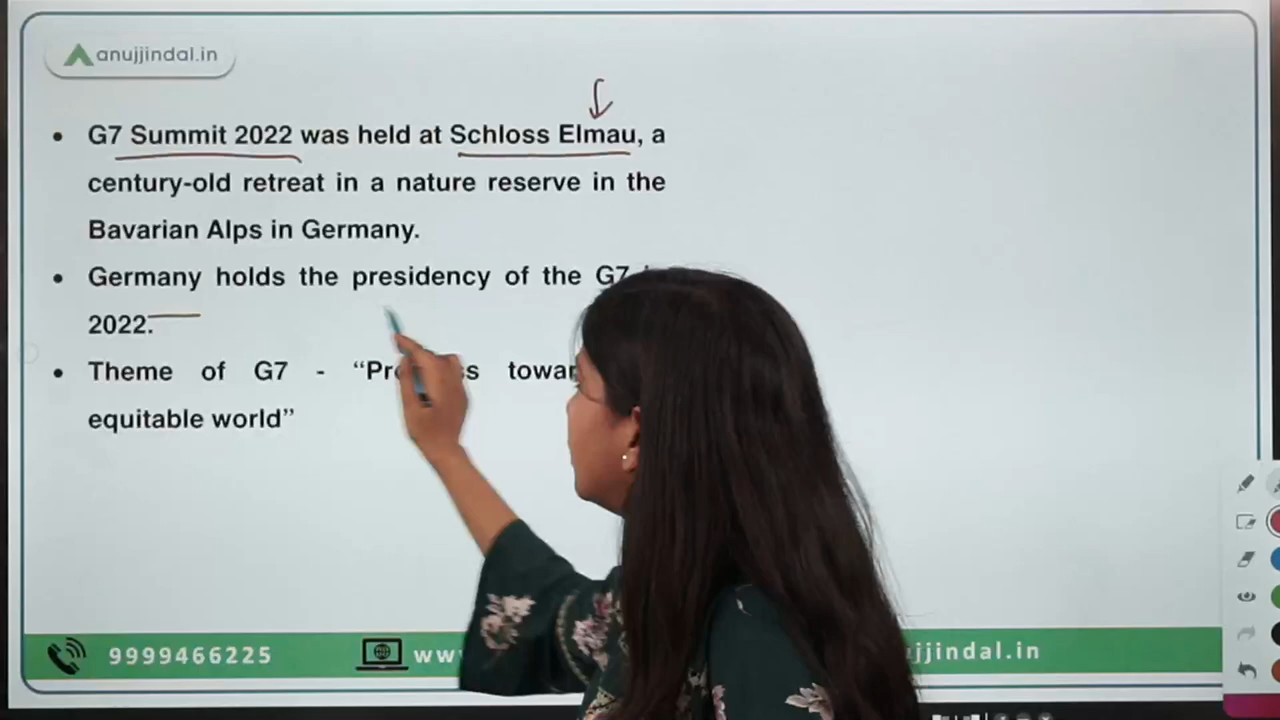 anujjindal.in
G7 Summit 2022 was held at Schloss Elmau, a
century-old retreat in a nature reserve in the
Bavarian Alps in Germany.
Germany holds the presidency of the G7
2022.
Theme of G7 - “
equitable world”
9999466225
jjindal.in